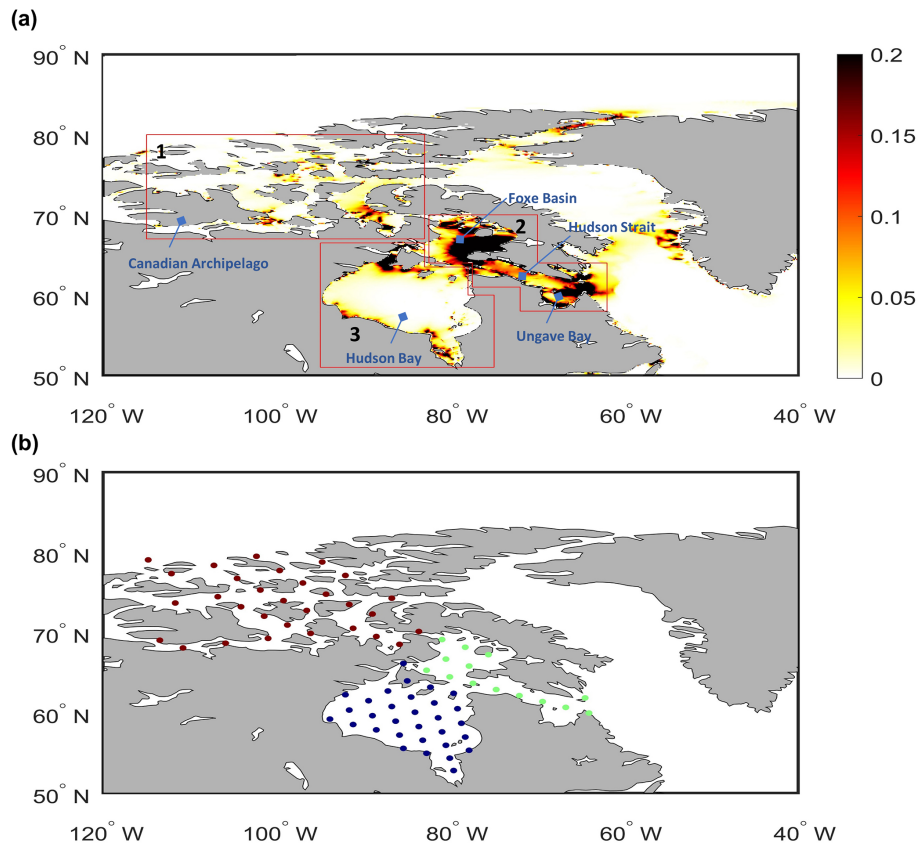 (a)
90° N
80° N
70° N
60° N
50° N
120° W
100° W
80° W
60° W
40° W
1
2
3
Foxe Basin
Hudson Strait
Canadian Archipelago
Ungave Bay
Hudson Bay
0.2
0.15
0.1
0.05
0
(b)
90° N
80° N
70° N
60° N
50° N
120° W
100° W
80° W
60° W
40° W